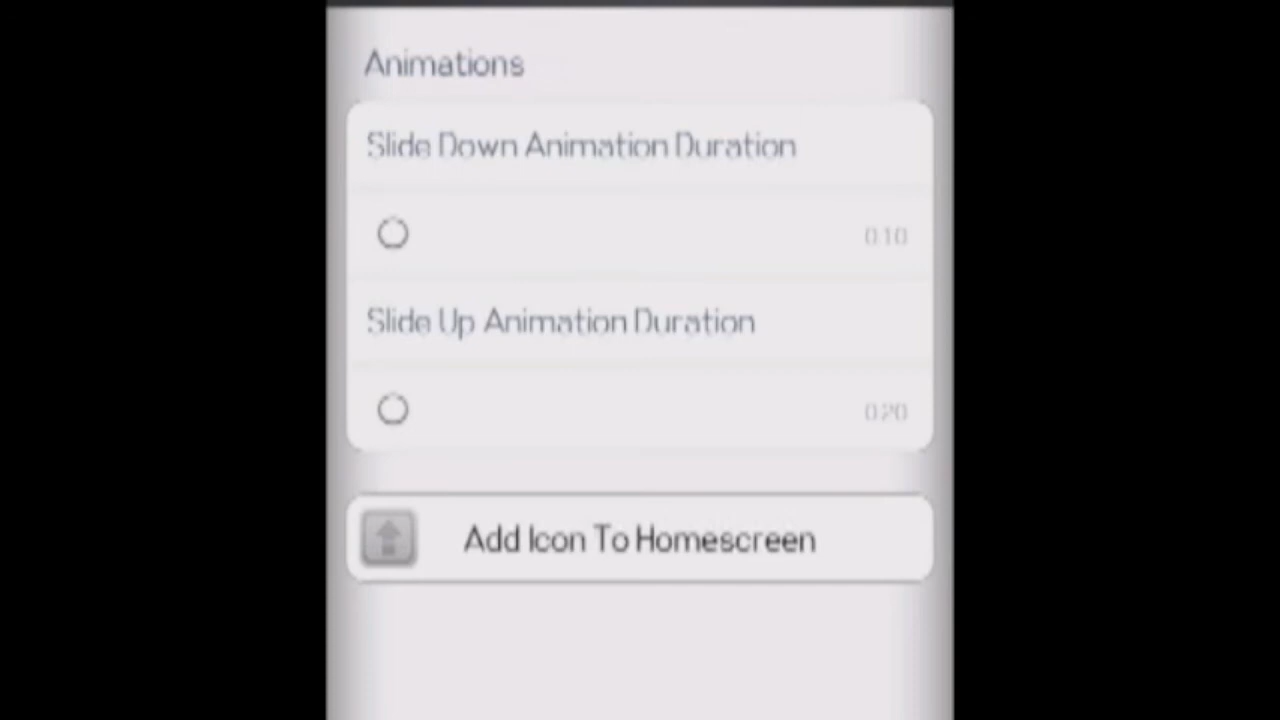 Animations
Slide Down Animation Duration
0.10
Slide Up Animation Duration
0.20
Add Icon To Homescreen